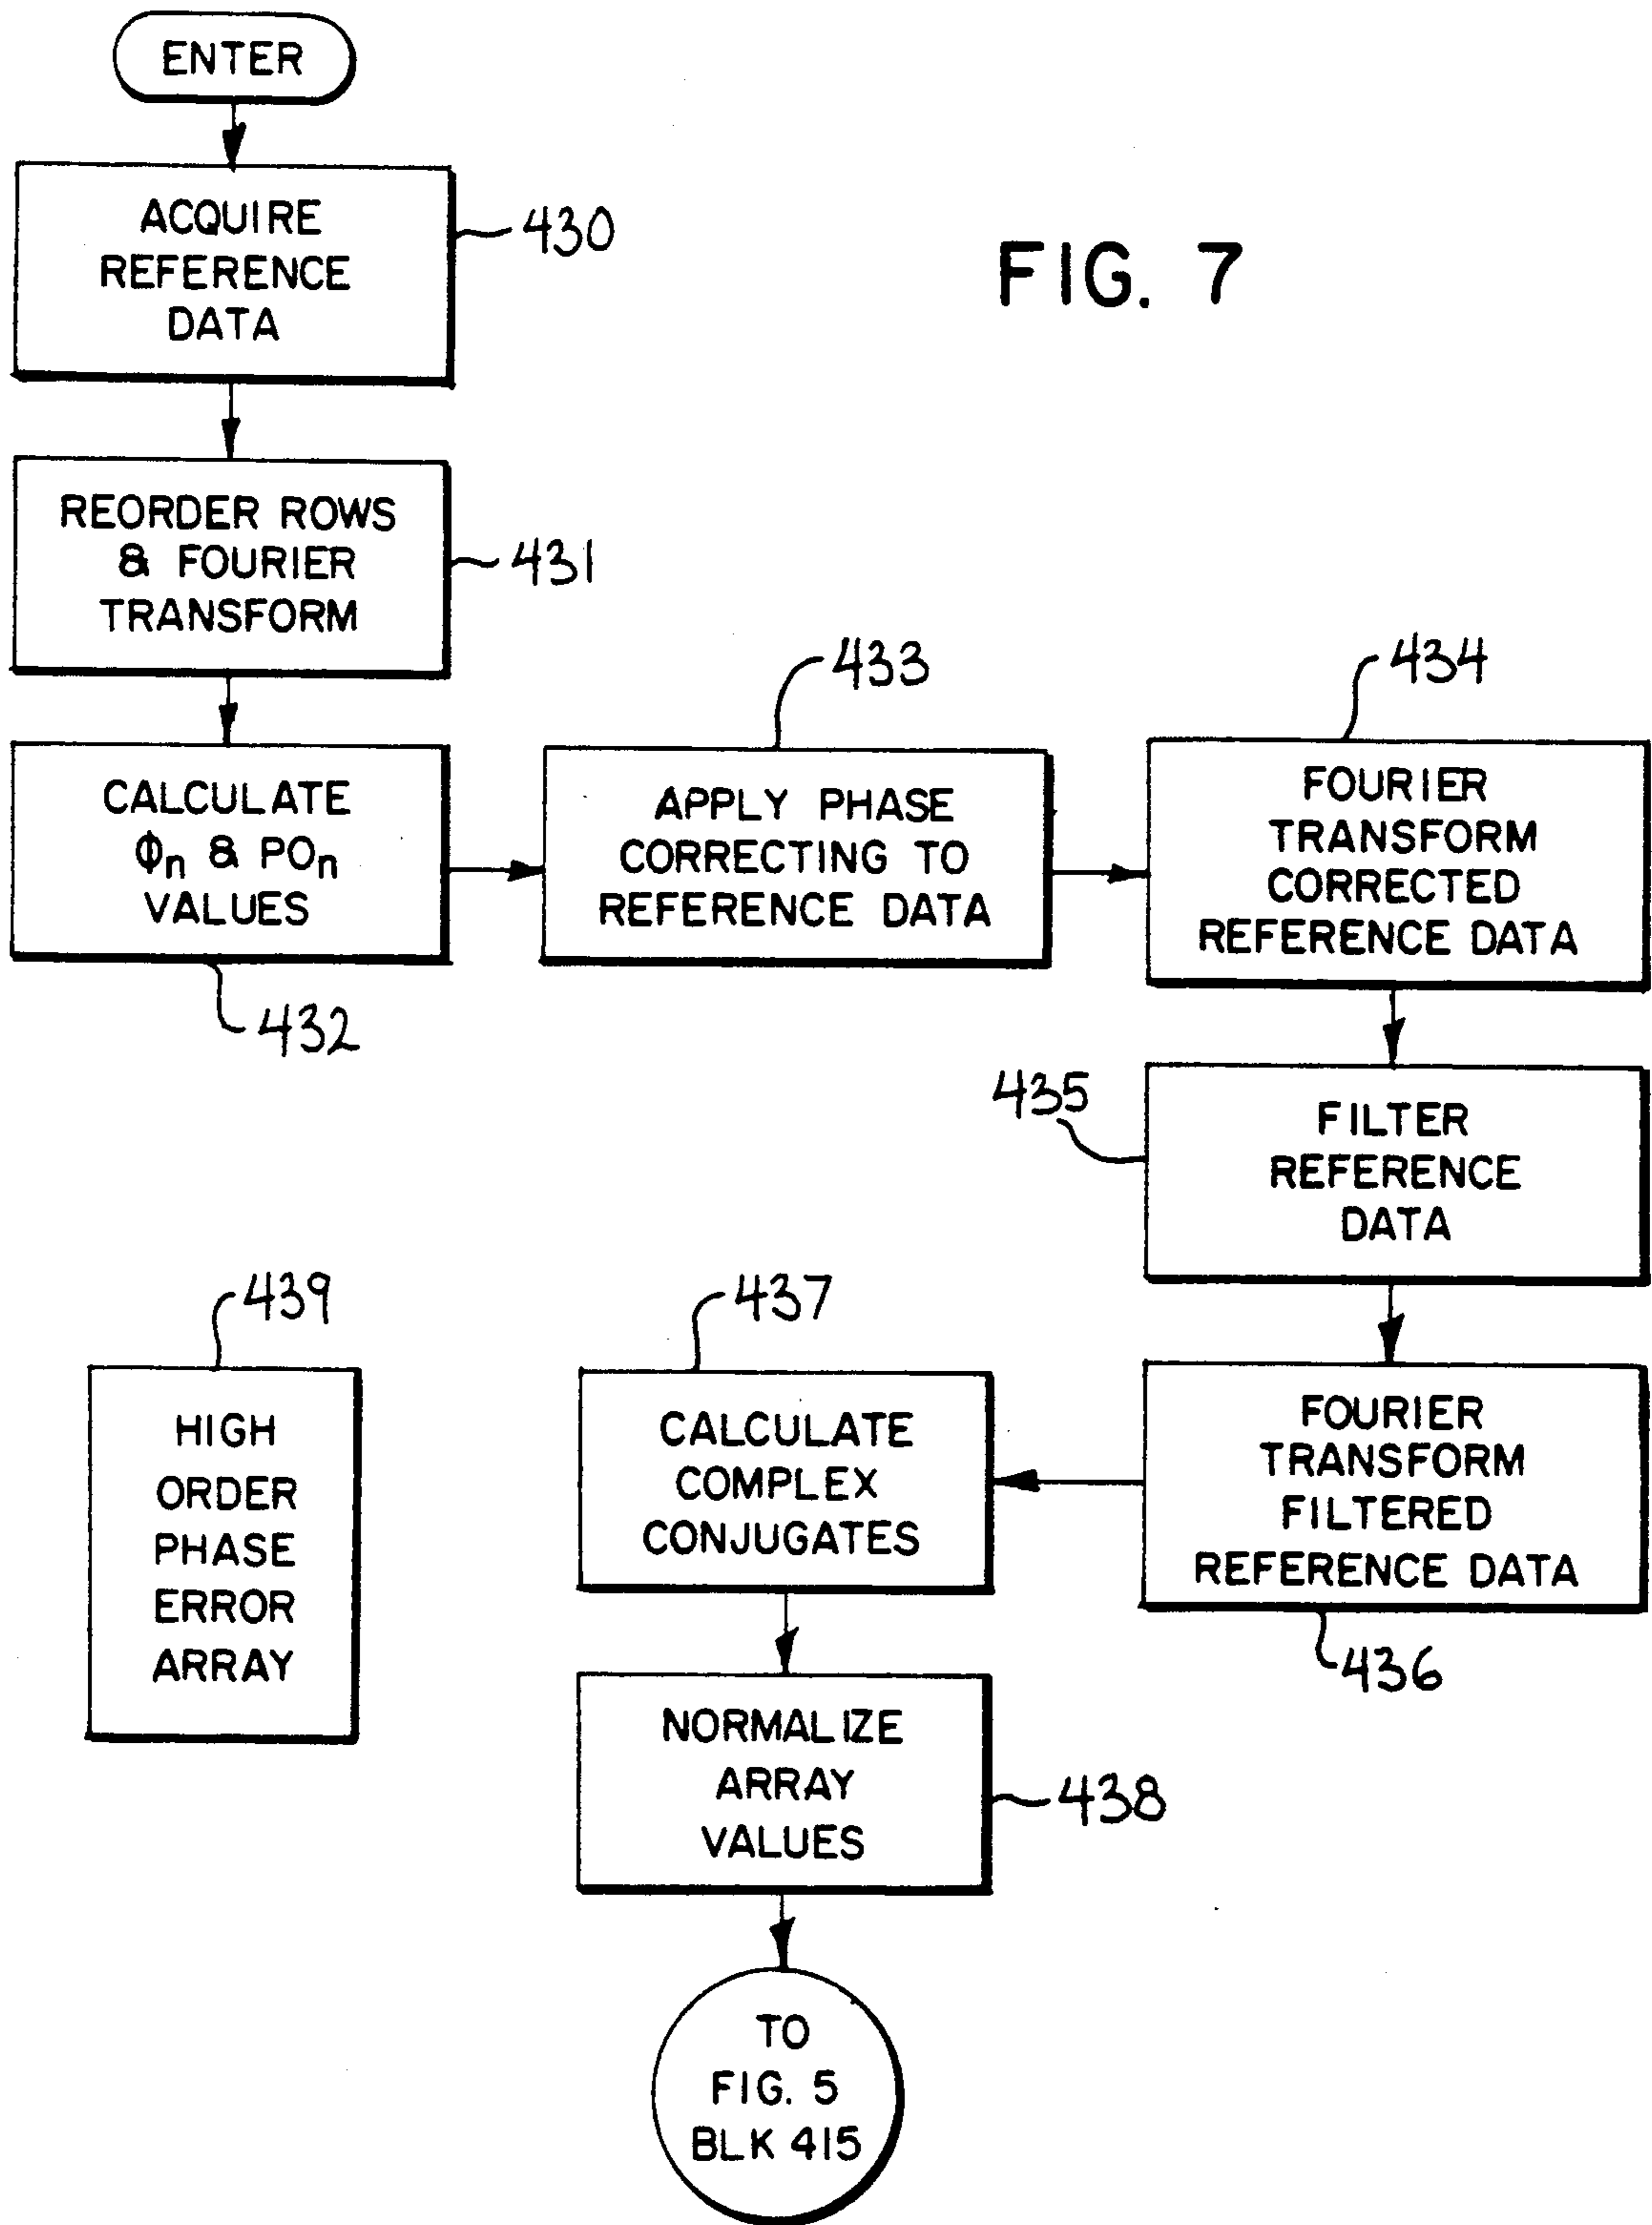 ENTER
ACQUIRE
REFERENCE
DATA
430
FIG. 7
REORDER ROWS
& FOURIER
TRANSFORM
431
CALCULATE
Φn & POn
VALUES
432
433
APPLY PHASE
CORRECTING TO
REFERENCE DATA
434
FOURIER
TRANSFORM
CORRECTED
REFERENCE DATA
435
FILTER
REFERENCE
DATA
FOURIER
TRANSFORM
FILTERED
REFERENCE DATA
436
437
CALCULATE
COMPLEX
CONJUGATES
439
HIGH
ORDER
PHASE
ERROR
ARRAY
NORMALIZE
ARRAY
VALUES
438
TO
FIG. 5
BLK 415